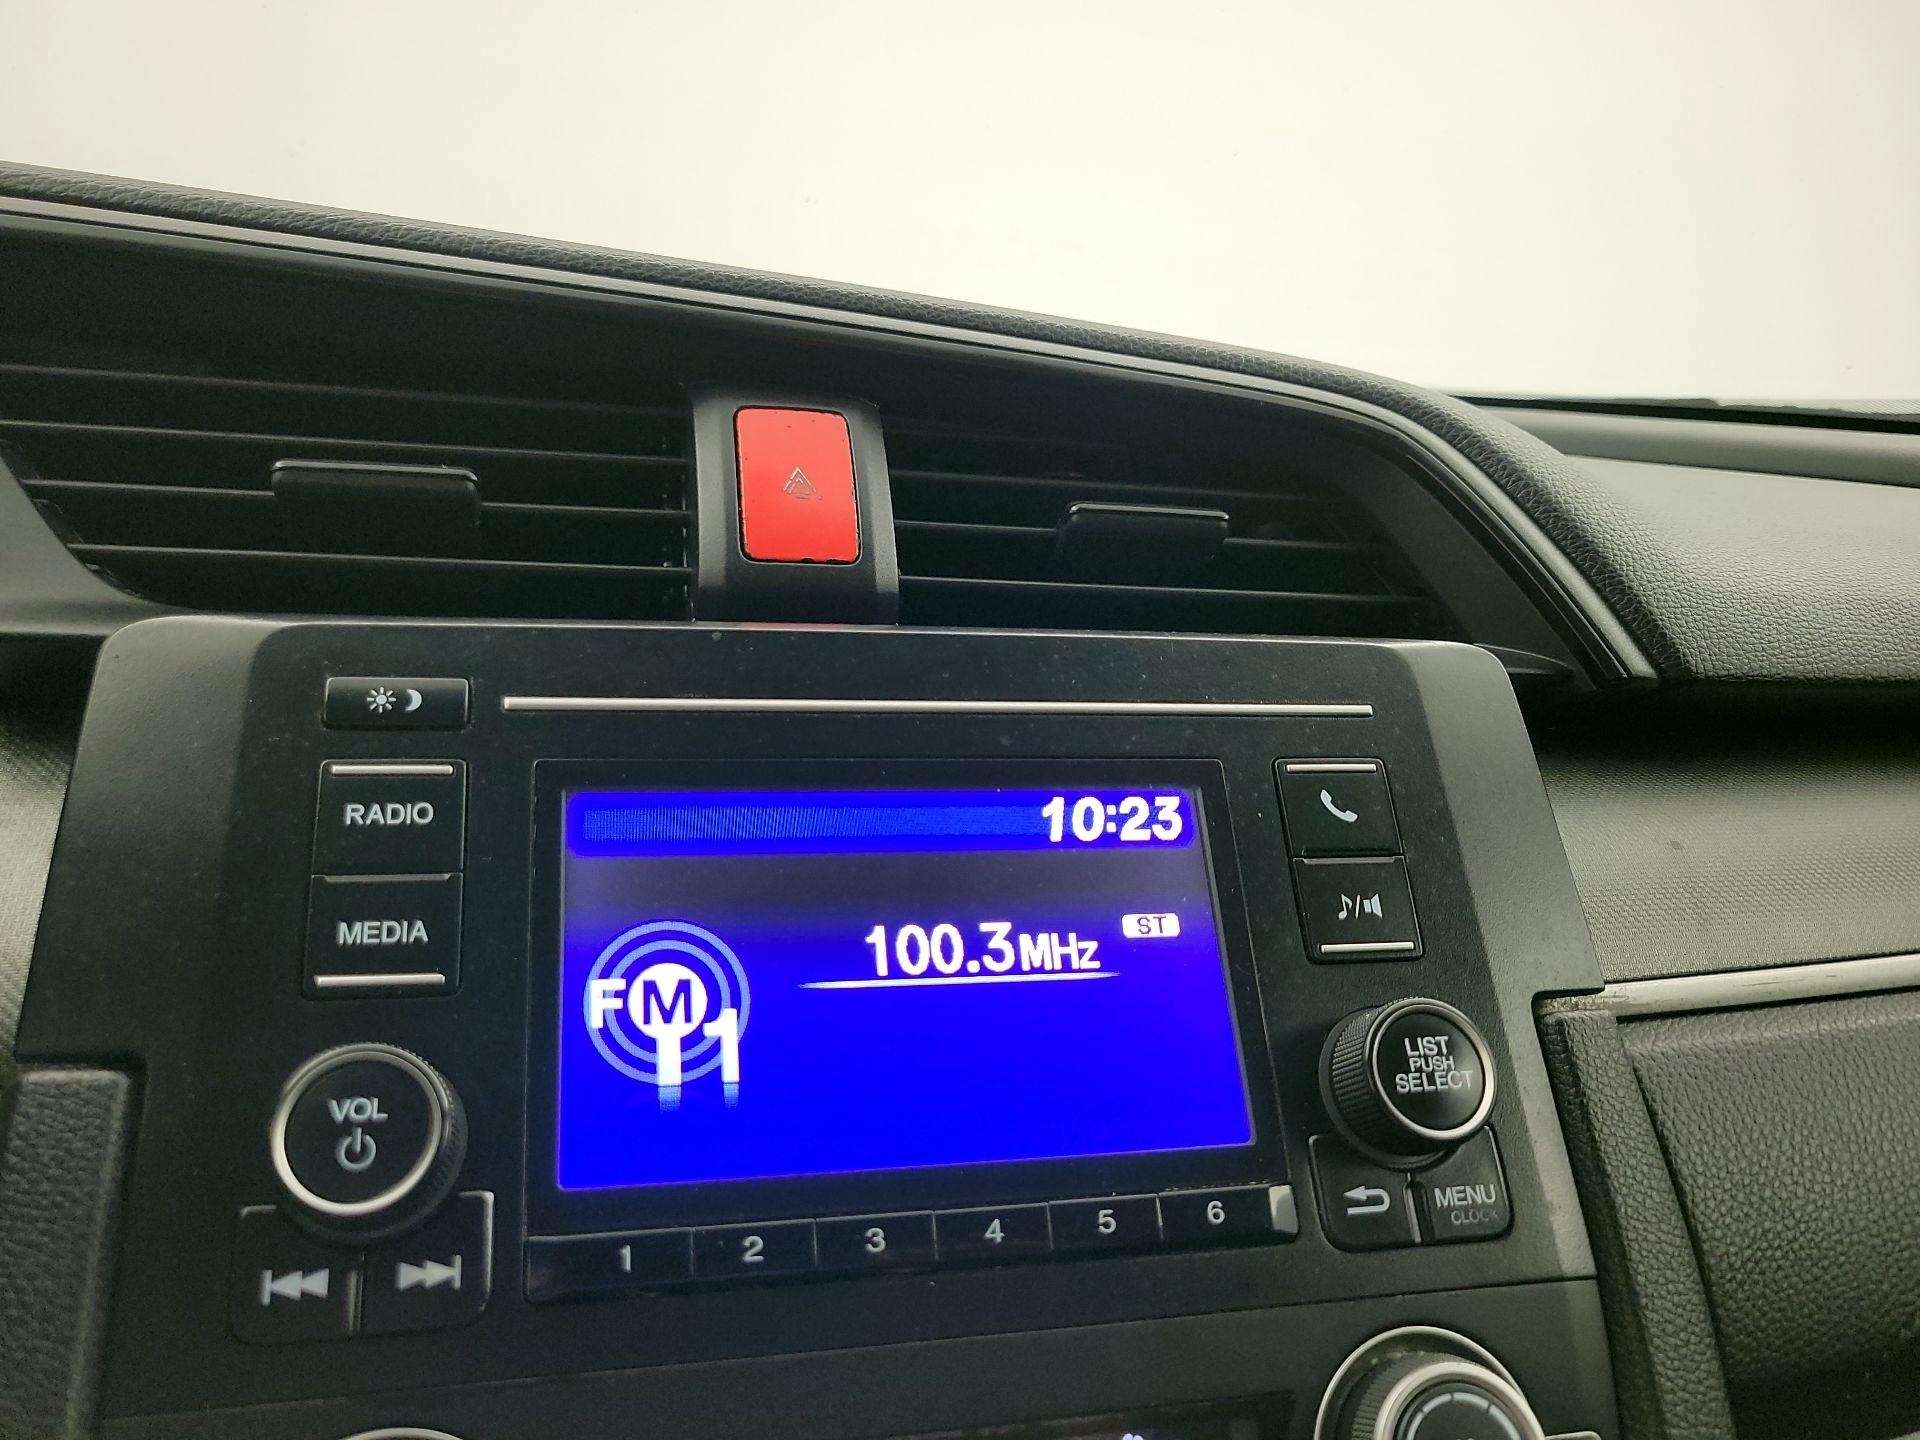 RADIO
MEDIA
VOL
10:23
100.3MHz
ST
FM
1
LIST
PUSH
SELECT
MENU
CLOCK
1 2 3 4 5 6